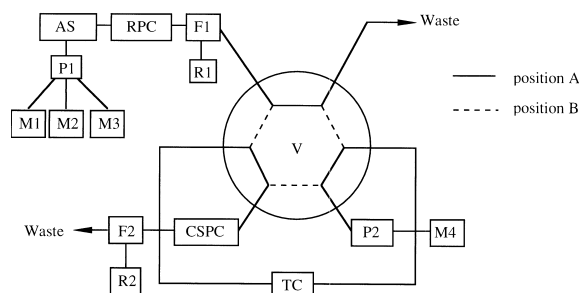 AS RPC F1 Waste
P1 R1
position A
M1 M2 M3
position B
V
Waste F2 CSPC P2 M4
R2 TC